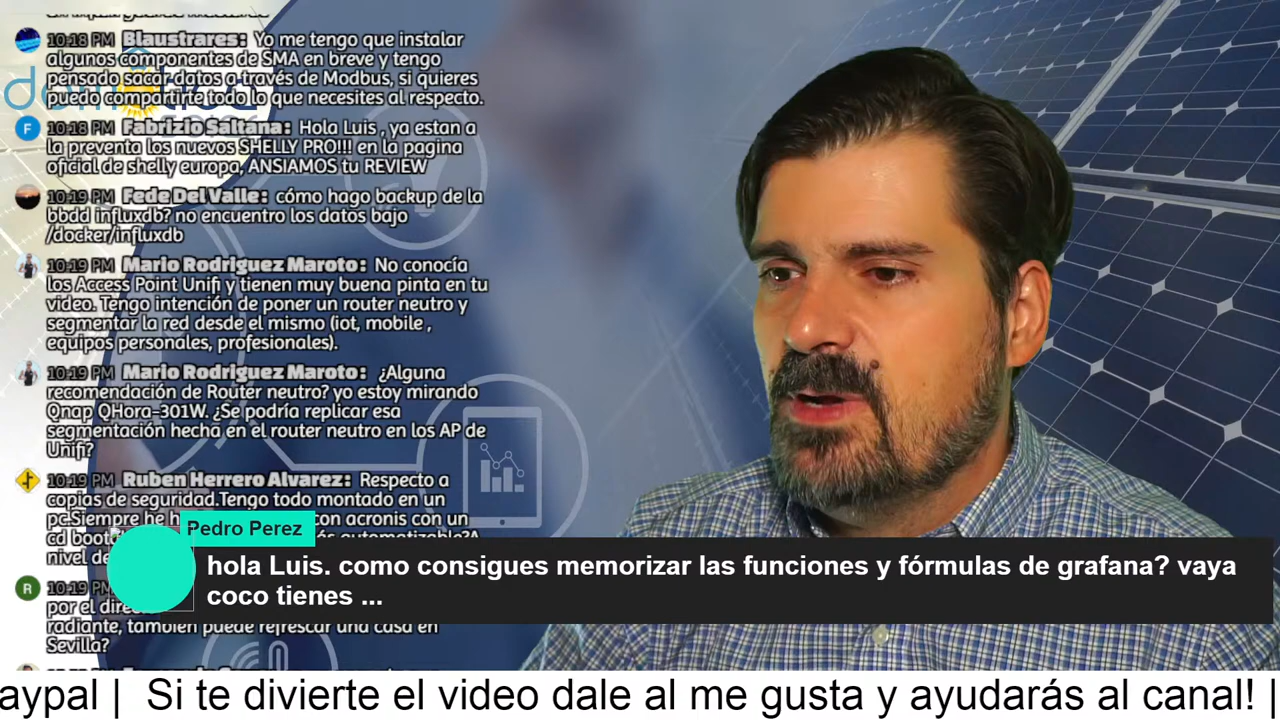 10:18 PM Blaustrares: Yo me tengo que instalar
algunos componentes de SMA en breve y tengo
pensado sacar datos a través de Modbus, si quieres
puedo compartirte todo lo que necesites al respecto.
10:18 PM Fabrizio Saltana: Hola Luis , ya estan a
la preventa los nuevos SHELLY PRO!!! en la pagina
oficial de shelly europa, ANSIAMOS tu REVIEW
10:19 PM Fede Del Valle: cómo hago backup de la
bbdd influxdb? no encuentro los datos bajo
/docker/influxdb
10:19 PM Mario Rodriguez Maroto: No conocía
los Access Point Unifi y tienen muy buena pinta en tu
video. Tengo intención de poner un router neutro y
segmentar la red desde el mismo (iot, mobile ,
equipos personales, profesionales).
10:19 PM Mario Rodriguez Maroto: ¿Alguna
recomendación de Router neutro? yo estoy mirando
Qnap QHora-301W. ¿Se podría replicar esa
segmentación hecha en el router neutro en los AP de
Unifi?
10:19 PM Ruben Herrero Alvarez: Respecto a
copias de seguridad.Tengo todo montado en un
pc.Siempre he h con acronis con un
cd boot
nivel de
Pedro Perez
hola Luis. como consigues memorizar las funciones y fórmulas de grafana? vaya
coco tienes ...
10:19 PM
por el
radiante, también puede refrescar una casa en
Sevilla?
aypal | Si te divierte el video dale al me gusta y ayudarás al canal! |